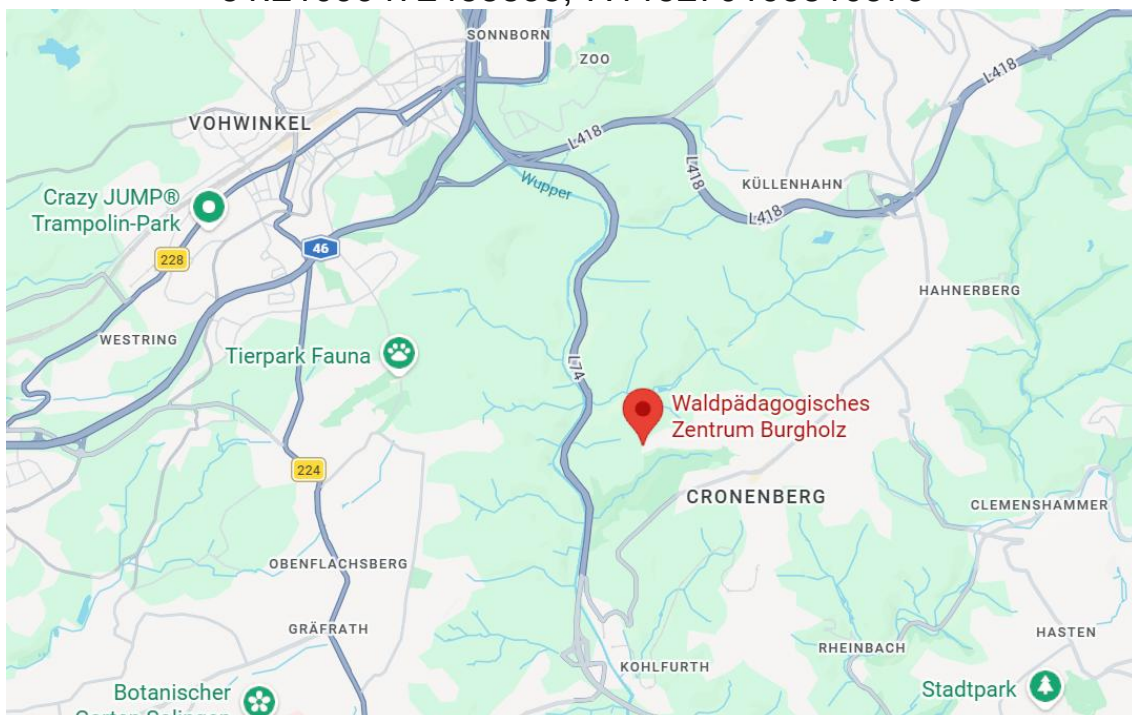 SONNBORN
ZOO
L418
VOHWINKEL
L418
Wupper
L418
KÜLLENHAHN
L418
Crazy JUMP®
Trampolin-Park
46
228
HAHNERBERG
WESTRING
Tierpark Fauna
L74
Waldpädagogisches
Zentrum Burgholz
224
CRONENBERG
CLEMENSHAMMER
OBENFLACHSBERG
GRÄFRATH
HASTEN
RHEINBACH
KOHLFURTH
Botanischer
Stadtpark